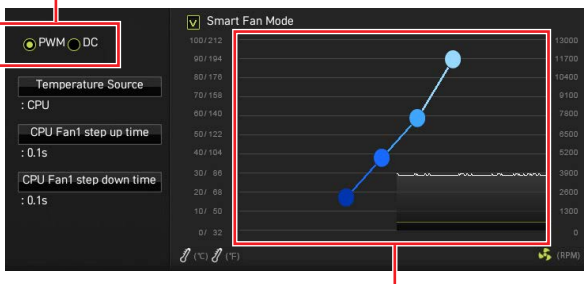 Smart Fan Mode
PWM DC
Temperature Source
: CPU
CPU Fan1 step up time
: 0.1s
CPU Fan1 step down time
: 0.1s
100/212 13000
90/194 11700
80/176 10400
70/158 9100
60/140 7800
50/122 6500
40/104 5200
30/ 86 3900
20/ 68 2600
10/ 50 1300
0/ 32 0
(℃) (℉) (RPM)